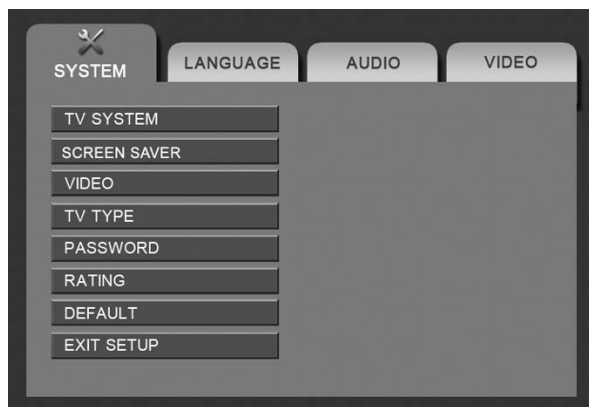 SYSTEM
LANGUAGE
AUDIO
VIDEO
TV SYSTEM
SCREEN SAVER
VIDEO
TV TYPE
PASSWORD
RATING
DEFAULT
EXIT SETUP